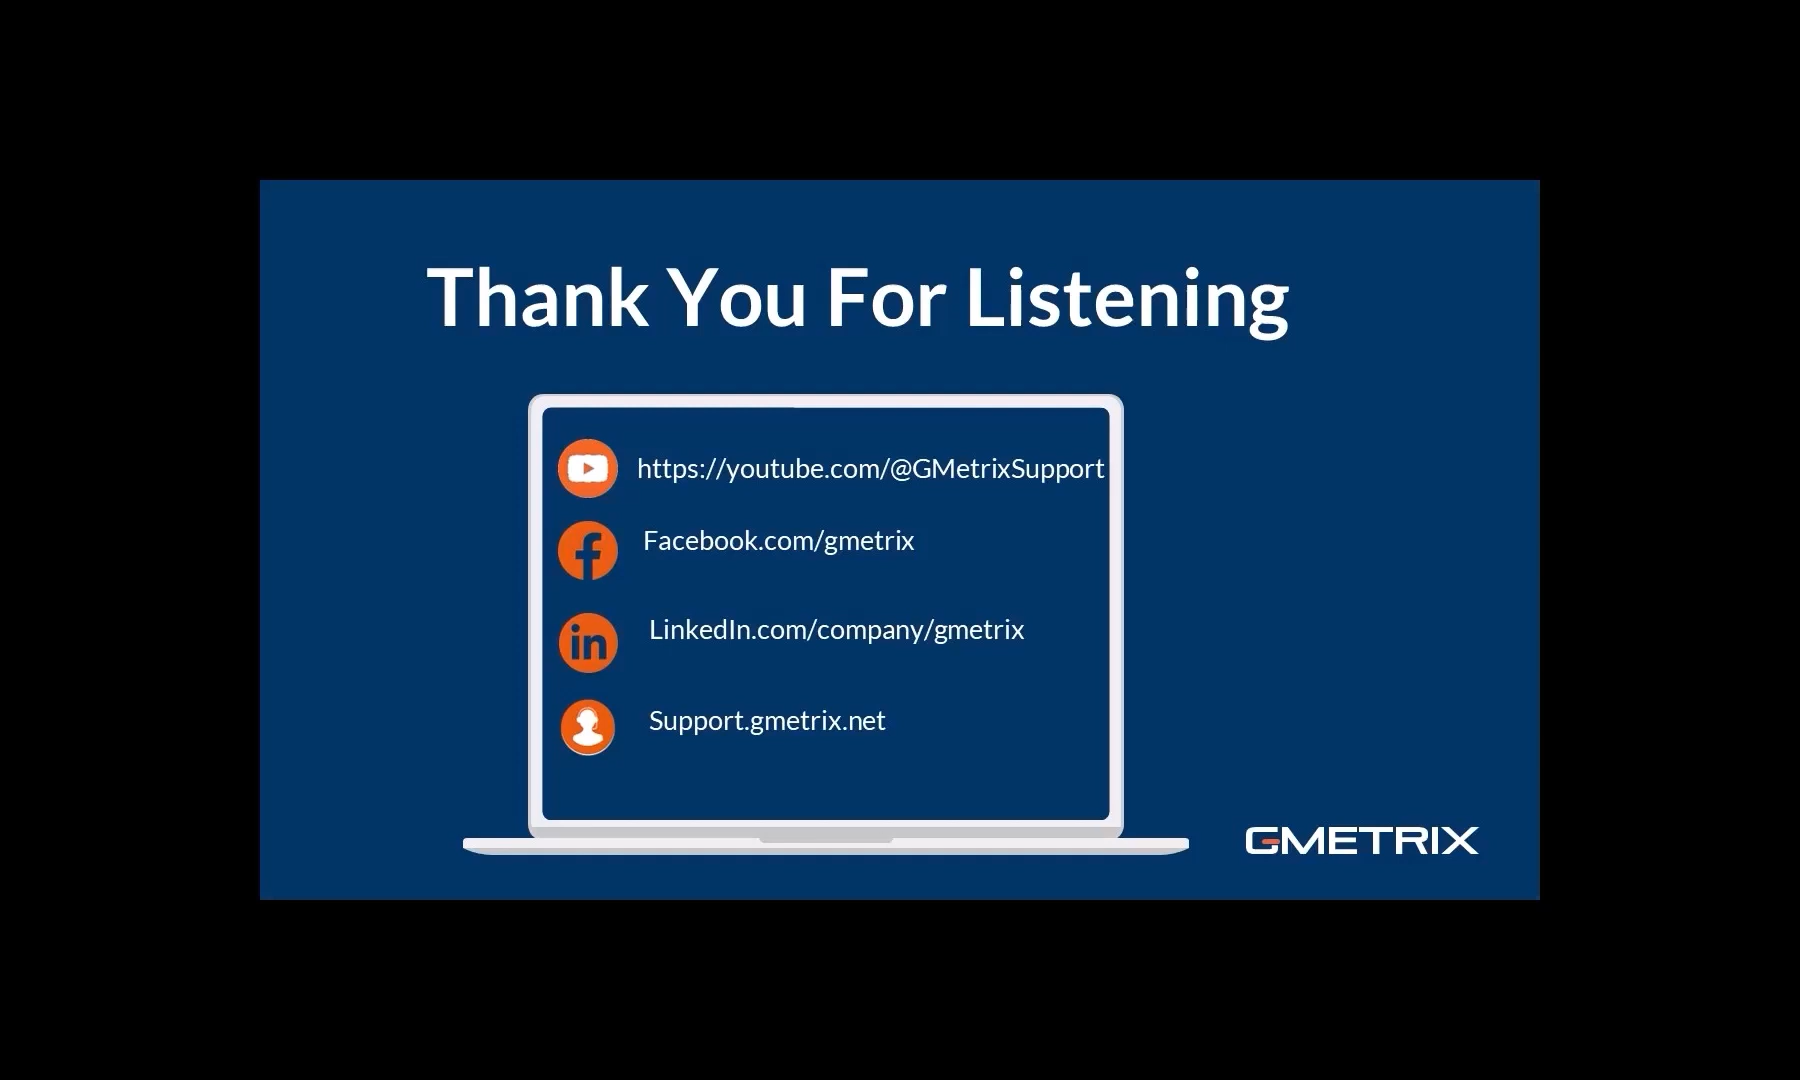 Thank You For Listening
https://youtube.com/@GMetrixSupport
Facebook.com/gmetrix
LinkedIn.com/company/gmetrix
Support.gmetrix.net
GMETRIX